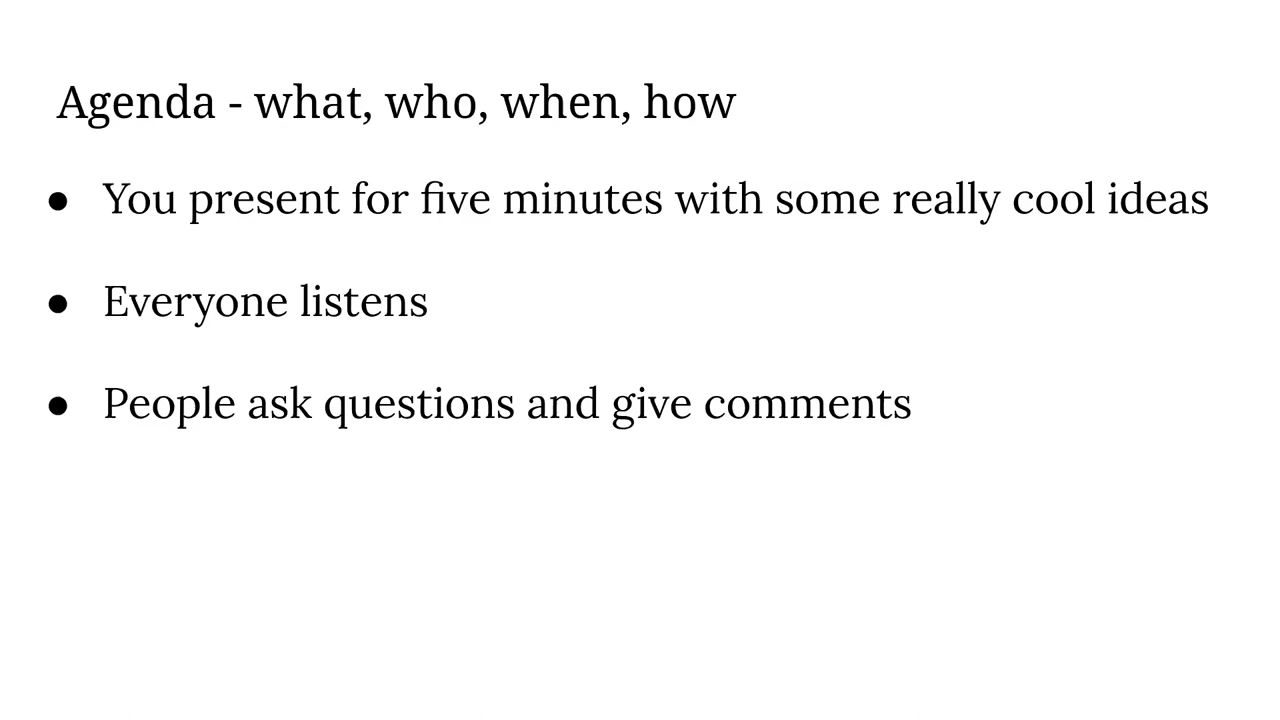 Agenda - what, who, when, how
● You present for five minutes with some really cool ideas
● Everyone listens
● People ask questions and give comments